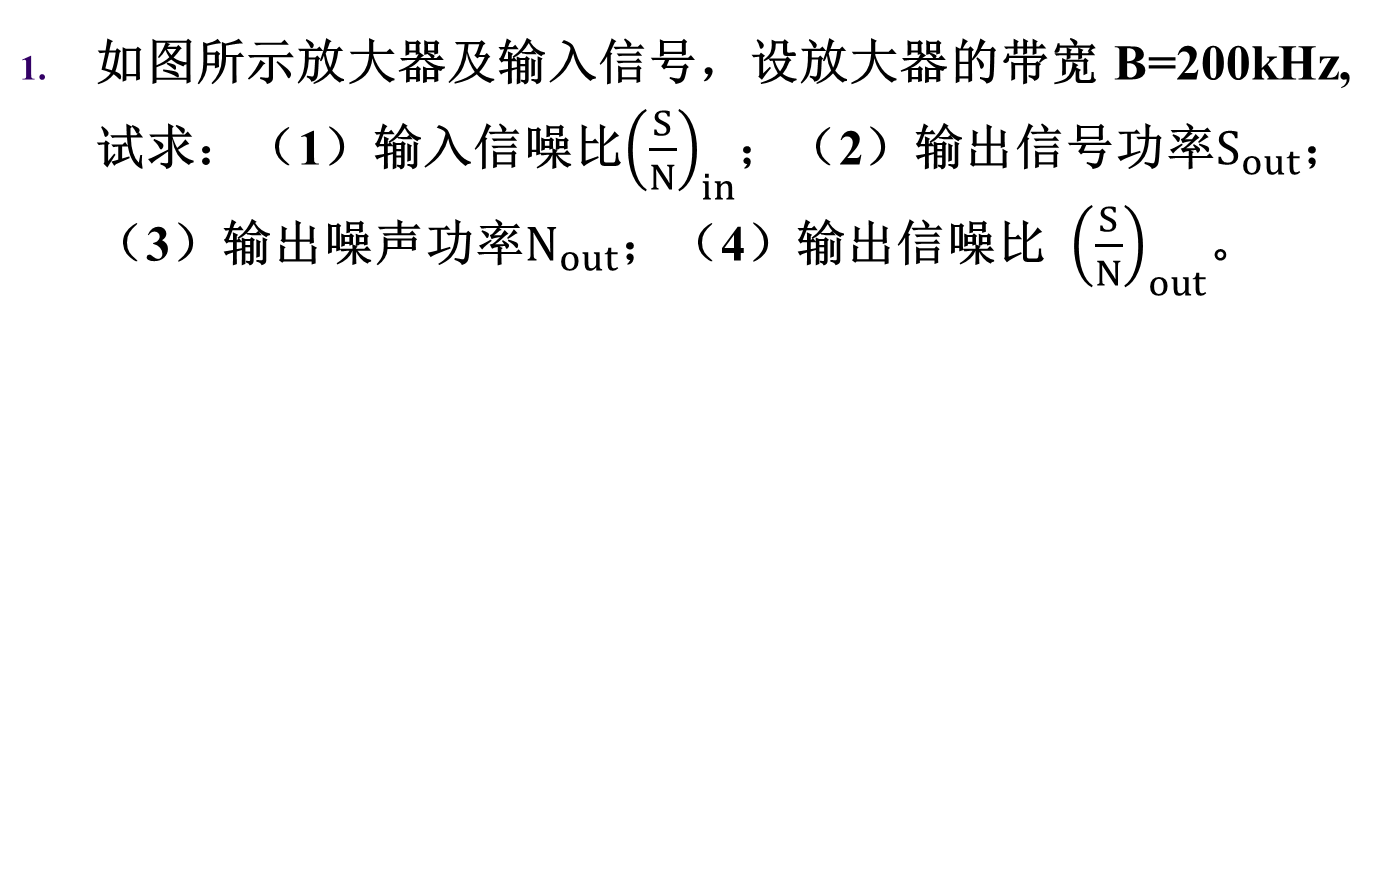 1. 如图所示放大器及输入信号，设放大器的带宽 B=200kHz,
试求：（1）输入信噪比(S/N)in；（2）输出信号功率Sout；
（3）输出噪声功率Nout；（4）输出信噪比 (S/N)out。